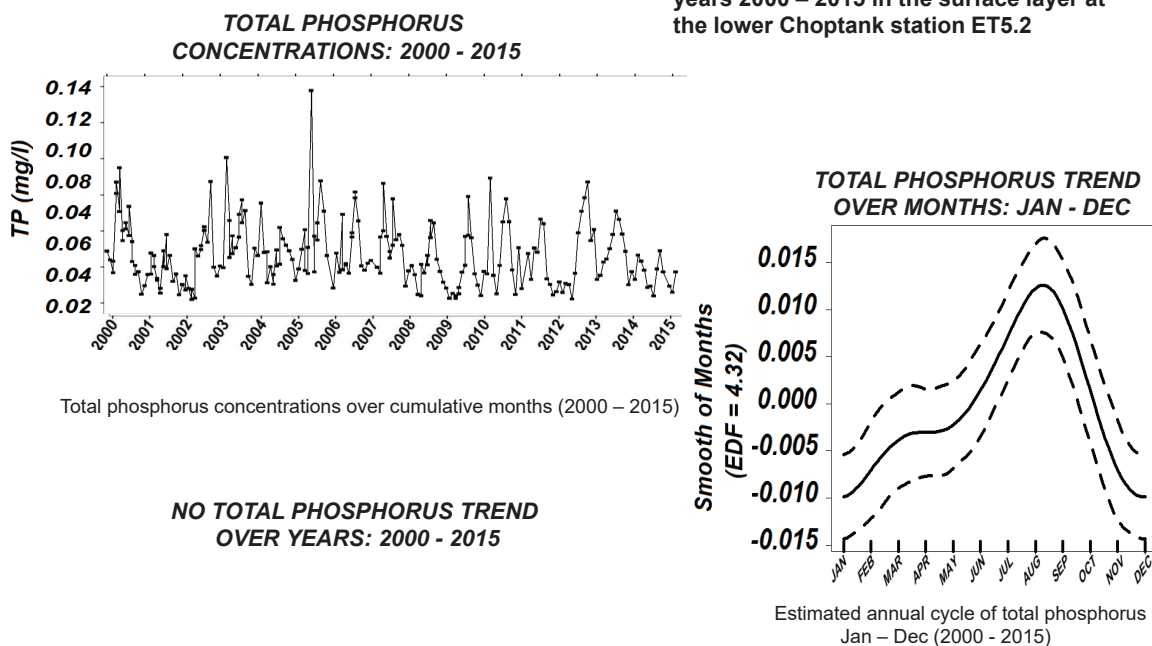 years 2000 – 2015 in the surface layer at
the lower Choptank station ET5.2
TOTAL PHOSPHORUS
CONCENTRATIONS: 2000 - 2015
TP (mg/l)
0.14
0.12
0.10
0.08
0.04
0.06
0.04
0.02
2000
2001
2002
2003
2004
2005
2006
2007
2008
2009
2010
2011
2012
2013
2014
2015
Total phosphorus concentrations over cumulative months (2000 – 2015)
NO TOTAL PHOSPHORUS TREND
OVER YEARS: 2000 - 2015
TOTAL PHOSPHORUS TREND
OVER MONTHS: JAN - DEC
Smooth of Months
(EDF = 4.32)
0.015
0.010
0.005
0.000
-0.005
-0.010
-0.015
JAN
FEB
MAR
APR
MAY
JUN
JUL
AUG
SEP
OCT
NOV
DEC
Estimated annual cycle of total phosphorus
Jan – Dec (2000 - 2015)